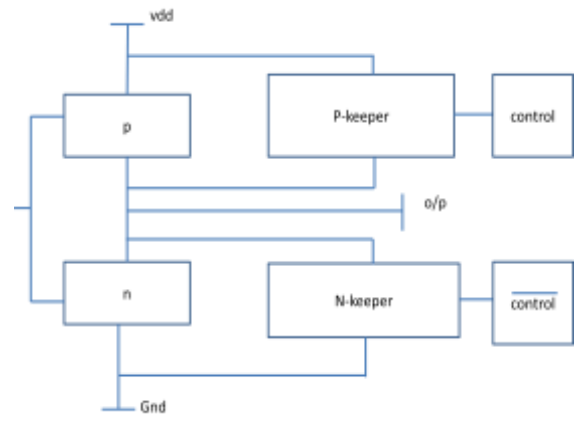 vdd
p
P-keeper
control
o/p
n
N-keeper
control
Gnd